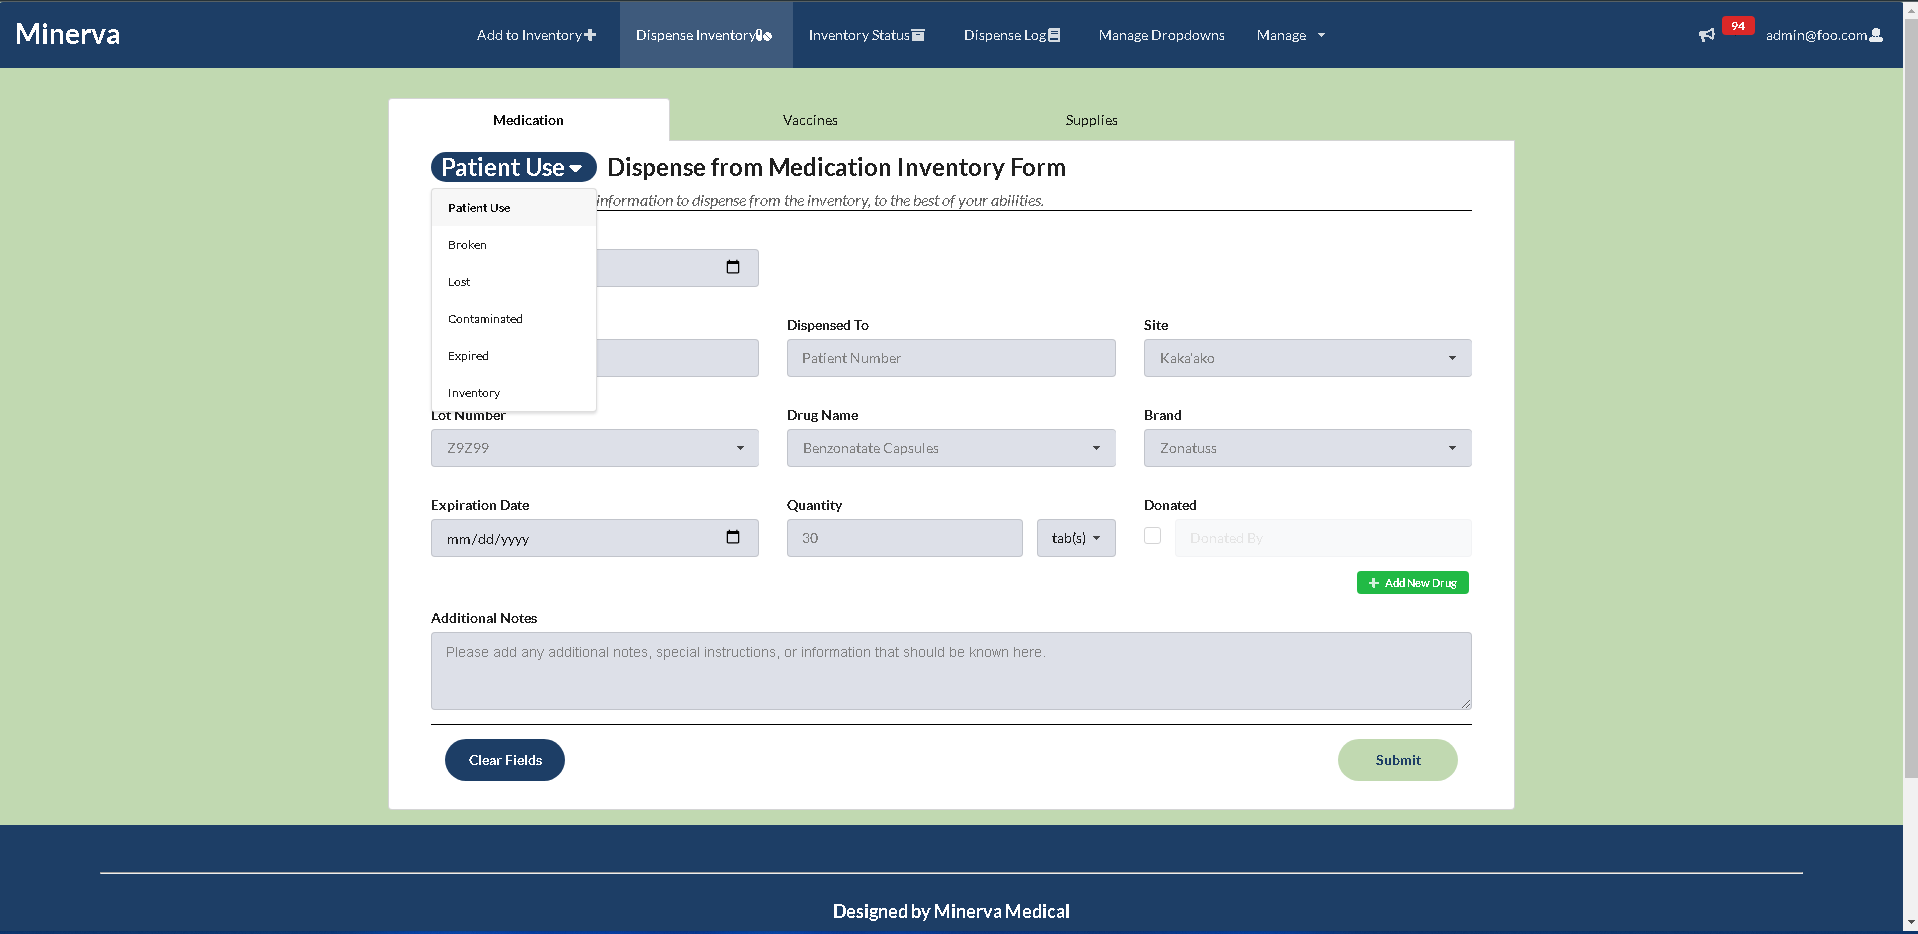 Minerva
Add to Inventory
Dispense Inventory
Inventory Status
Dispense Log
Manage Dropdowns
Manage
94
admin@foo.com
Medication
Vaccines
Supplies
Patient Use
Dispense from Medication Inventory Form
information to dispense from the inventory, to the best of your abilities.
Patient Use
Broken
Lost
Contaminated
Expired
Inventory
Dispensed To
Site
Patient Number
Kaka'ako
Lot Number
Drug Name
Brand
Z9Z99
Benzonatate Capsules
Zonatuss
Expiration Date
Quantity
Donated
mm/dd/yyyy
30
tab(s)
Donated By
Add New Drug
Additional Notes
Please add any additional notes, special instructions, or information that should be known here.
Clear Fields
Submit
Designed by Minerva Medical